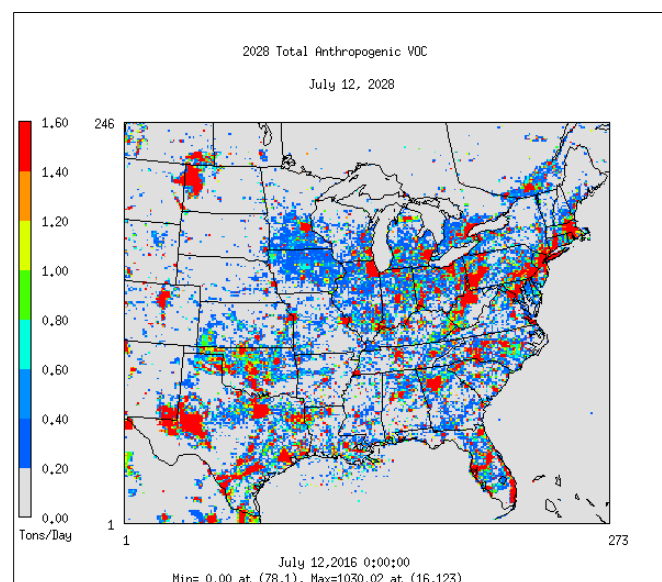 2028 Total Anthropogenic VOC
July 12, 2028
246
1.60
1.40
1.20
1.00
0.80
0.60
0.40
0.20
0.00
Tons/Day
1
1
273
July 12,2016 0:00:00
Min= 0.00 at (78,1), Max=1030.02 at (16,123)